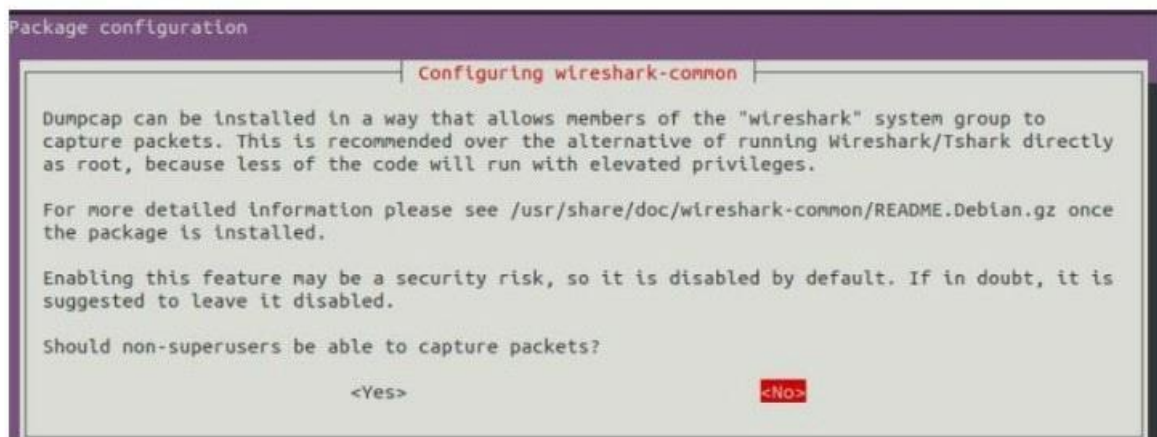 Package configuration
Configuring wireshark-common
Dumpcap can be installed in a way that allows members of the "wireshark" system group to
capture packets. This is recommended over the alternative of running Wireshark/Tshark directly
as root, because less of the code will run with elevated privileges.
For more detailed information please see /usr/share/doc/wireshark-common/README.Debian.gz once
the package is installed.
Enabling this feature may be a security risk, so it is disabled by default. If in doubt, it is
suggested to leave it disabled.
Should non-superusers be able to capture packets?
<Yes> <No>